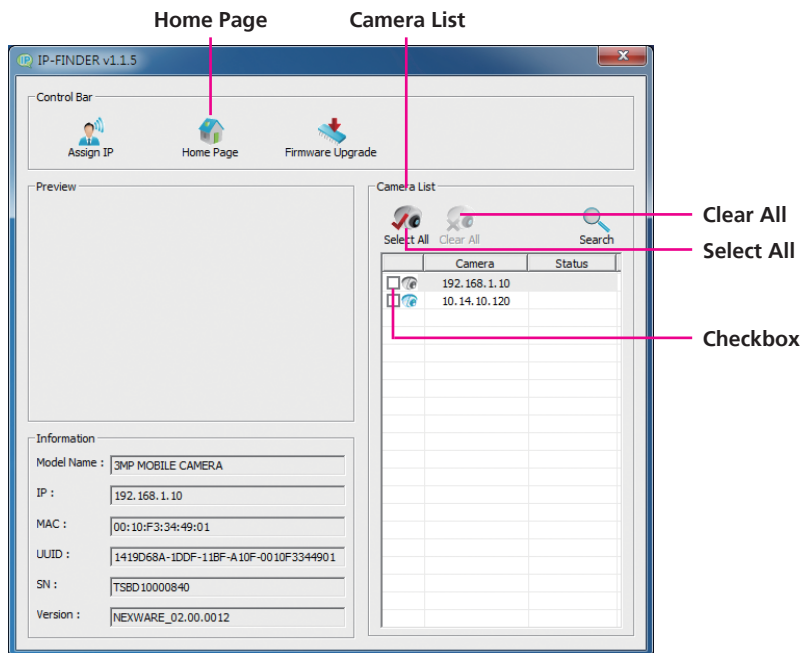 Home Page Camera List
IP-FINDER v1.1.5
Control Bar
Assign IP Home Page Firmware Upgrade
Preview
Camera List
Select All Clear All Search
Clear All
Select All
Camera Status
192.168.1.10
10.14.10.120
Checkbox
Information
Model Name : 3MP MOBILE CAMERA
IP : 192.168.1.10
MAC : 00:10:F3:34:49:01
UUID : 1419D68A-1DDF-11BF-A10F-0010F3344901
SN : TSBD10000840
Version : NEXWARE_02.00.0012